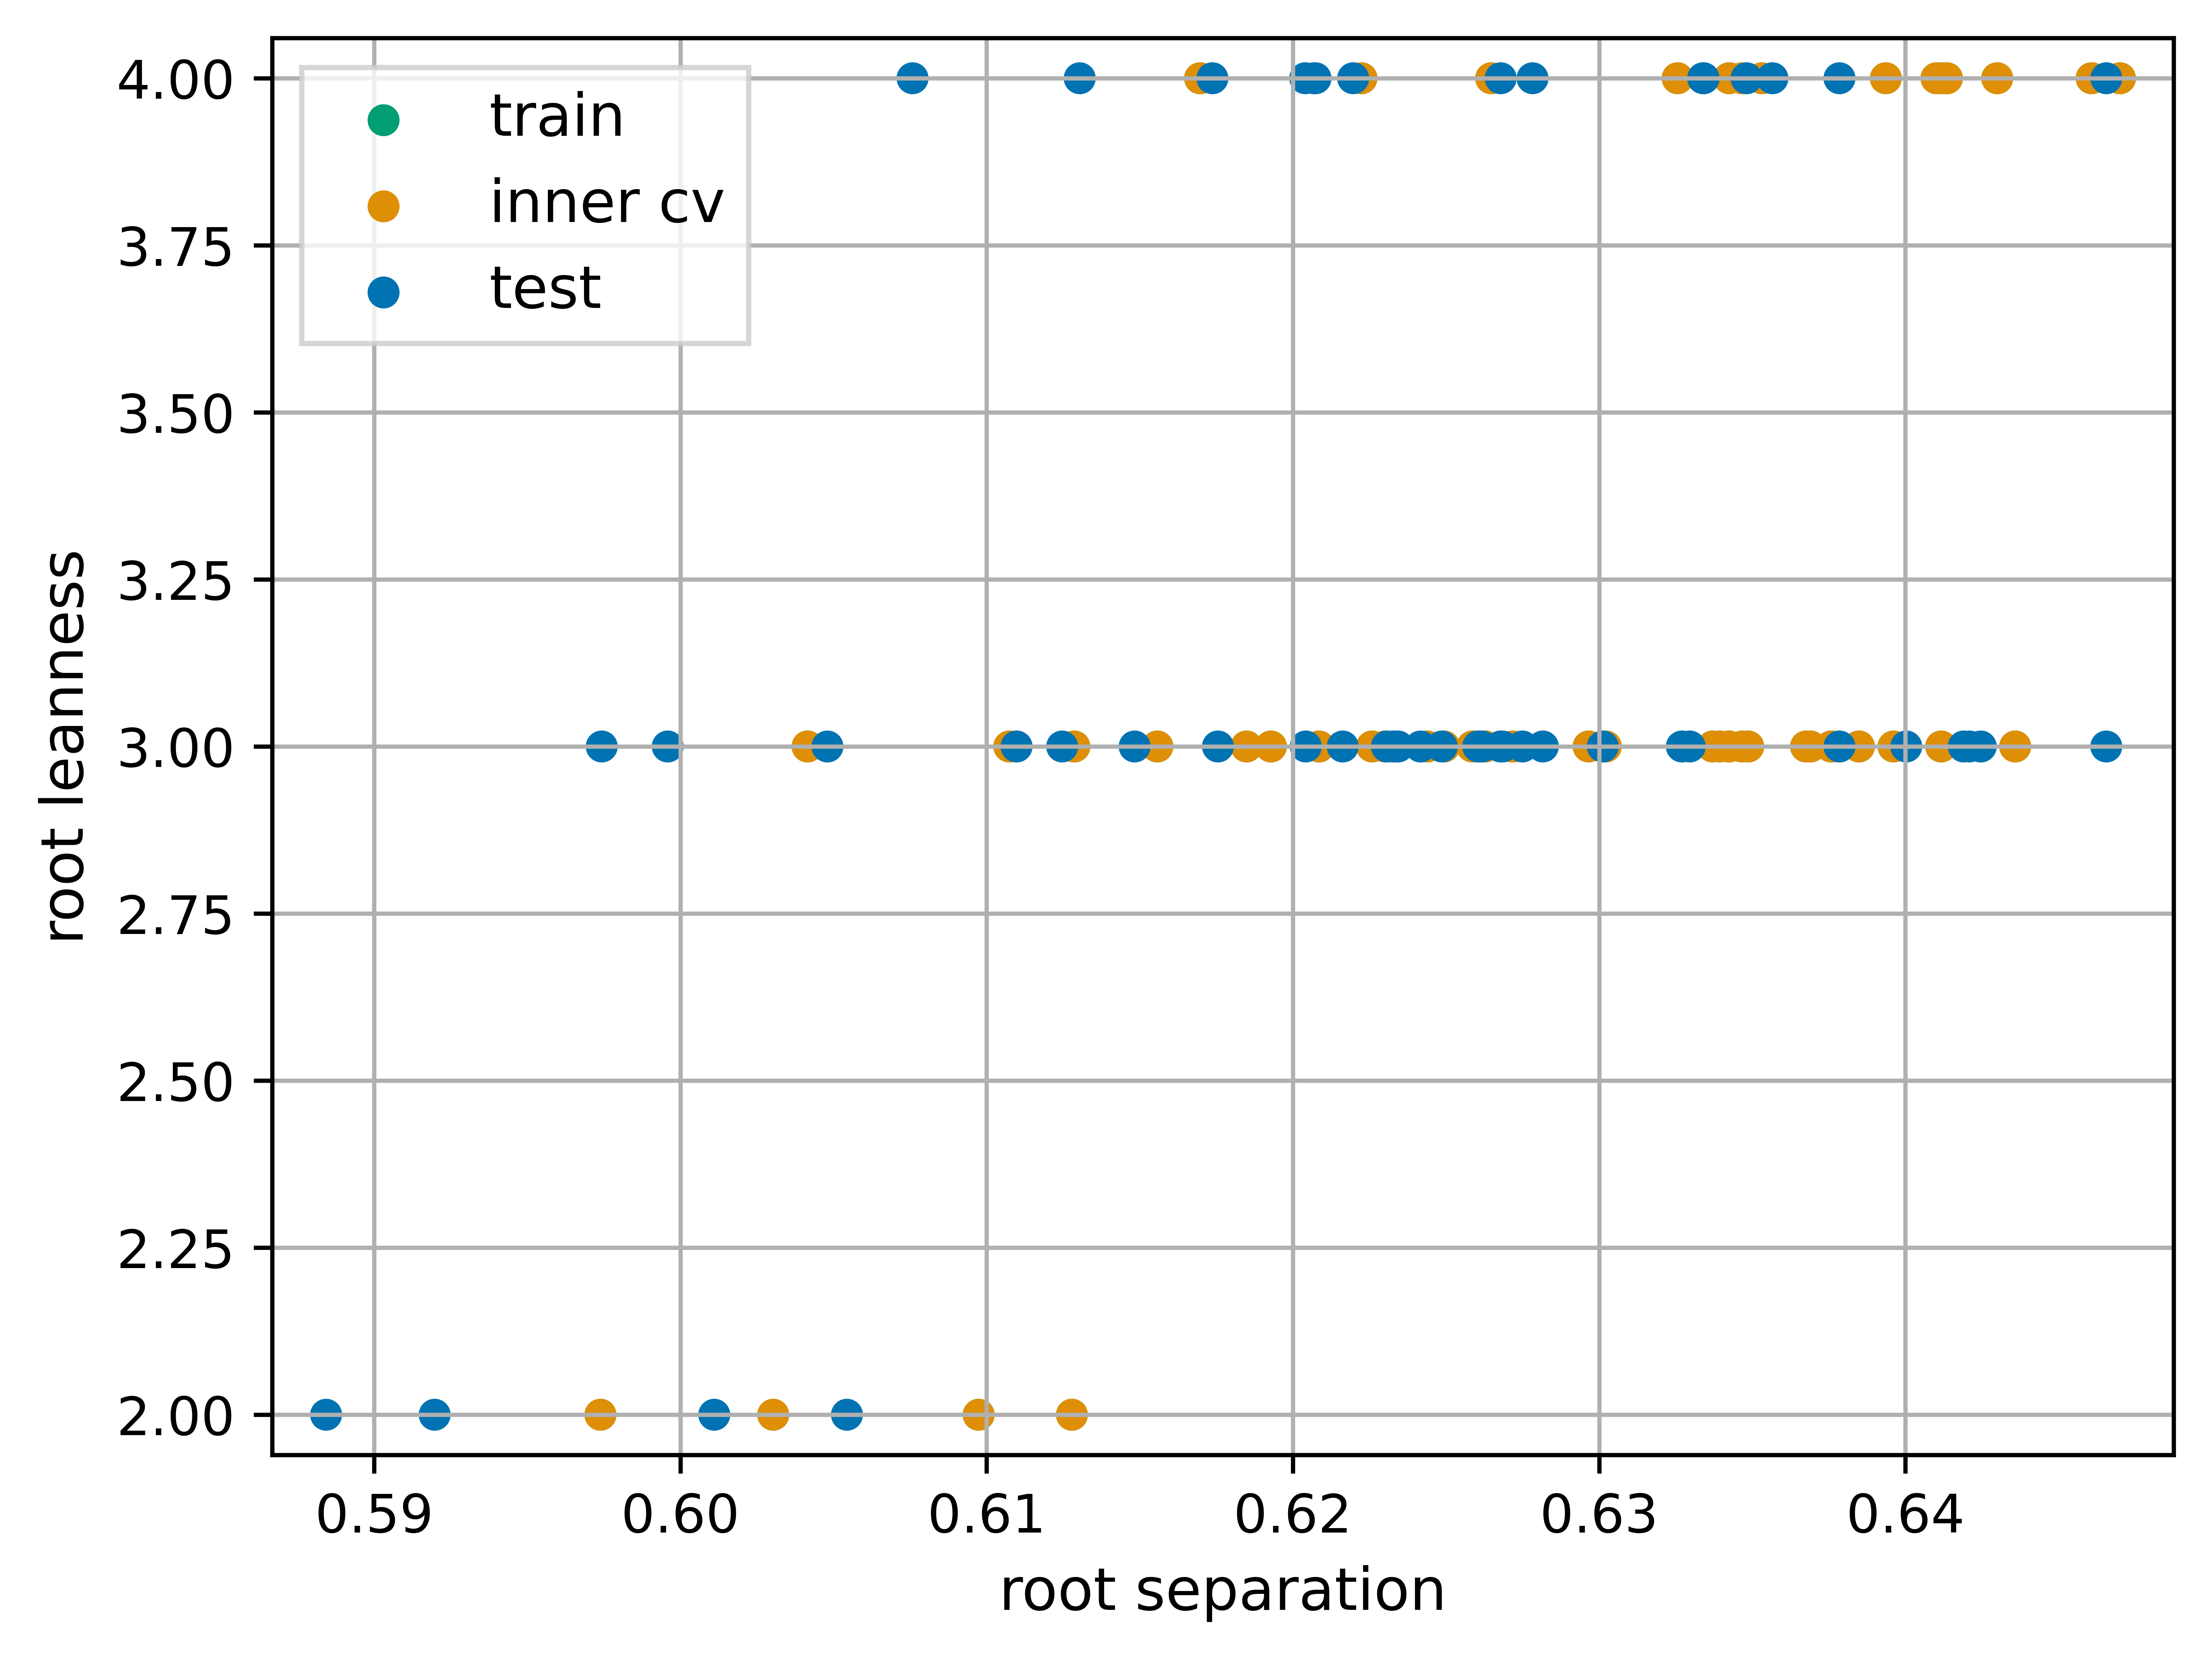 train
inner cv
test
4.00
3.75
3.50
3.25
3.00
2.75
2.50
2.25
2.00
root leanness
0.59 0.60 0.61 0.62 0.63 0.64
root separation